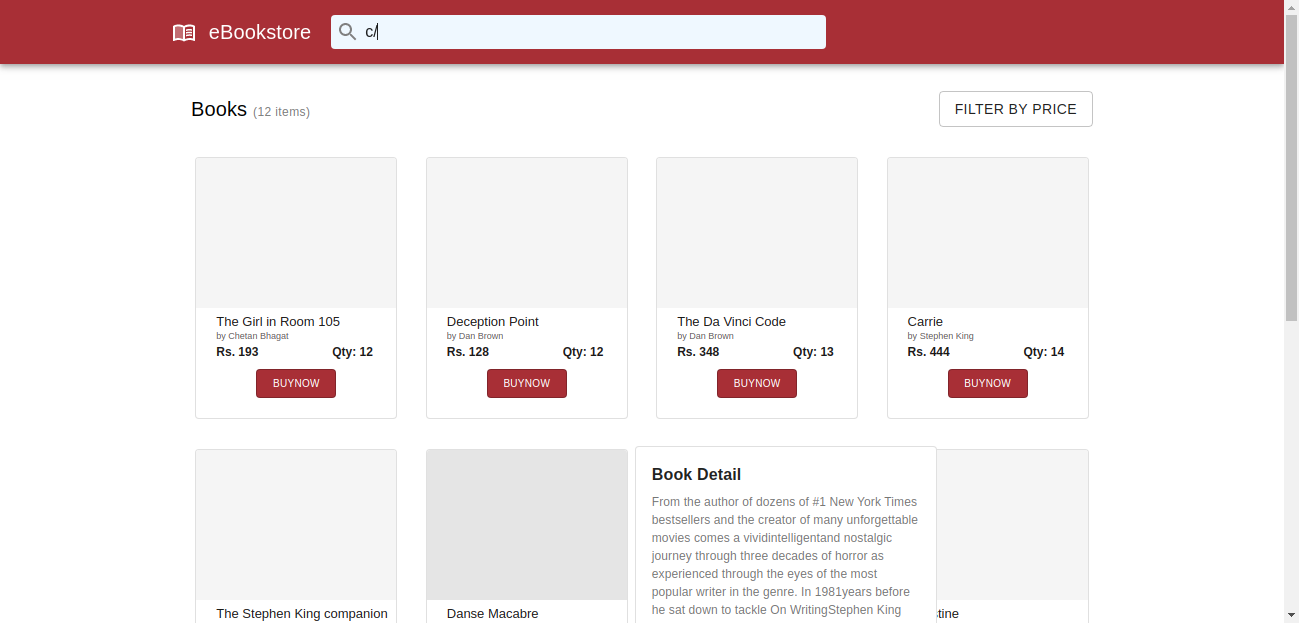 eBookstore
c/
Books (12 items)
FILTER BY PRICE
The Girl in Room 105
by Chetan Bhagat
Rs. 193 Qty: 12
BUYNOW
Deception Point
by Dan Brown
Rs. 128 Qty: 12
BUYNOW
The Da Vinci Code
by Dan Brown
Rs. 348 Qty: 13
BUYNOW
Carrie
by Stephen King
Rs. 444 Qty: 14
BUYNOW
The Stephen King companion
Danse Macabre
Book Detail
From the author of dozens of #1 New York Times
bestsellers and the creator of many unforgettable
movies comes a vividintelligentand nostalgic
journey through three decades of horror as
experienced through the eyes of the most
popular writer in the genre. In 1981years before
he sat down to tackle On WritingStephen King
stine